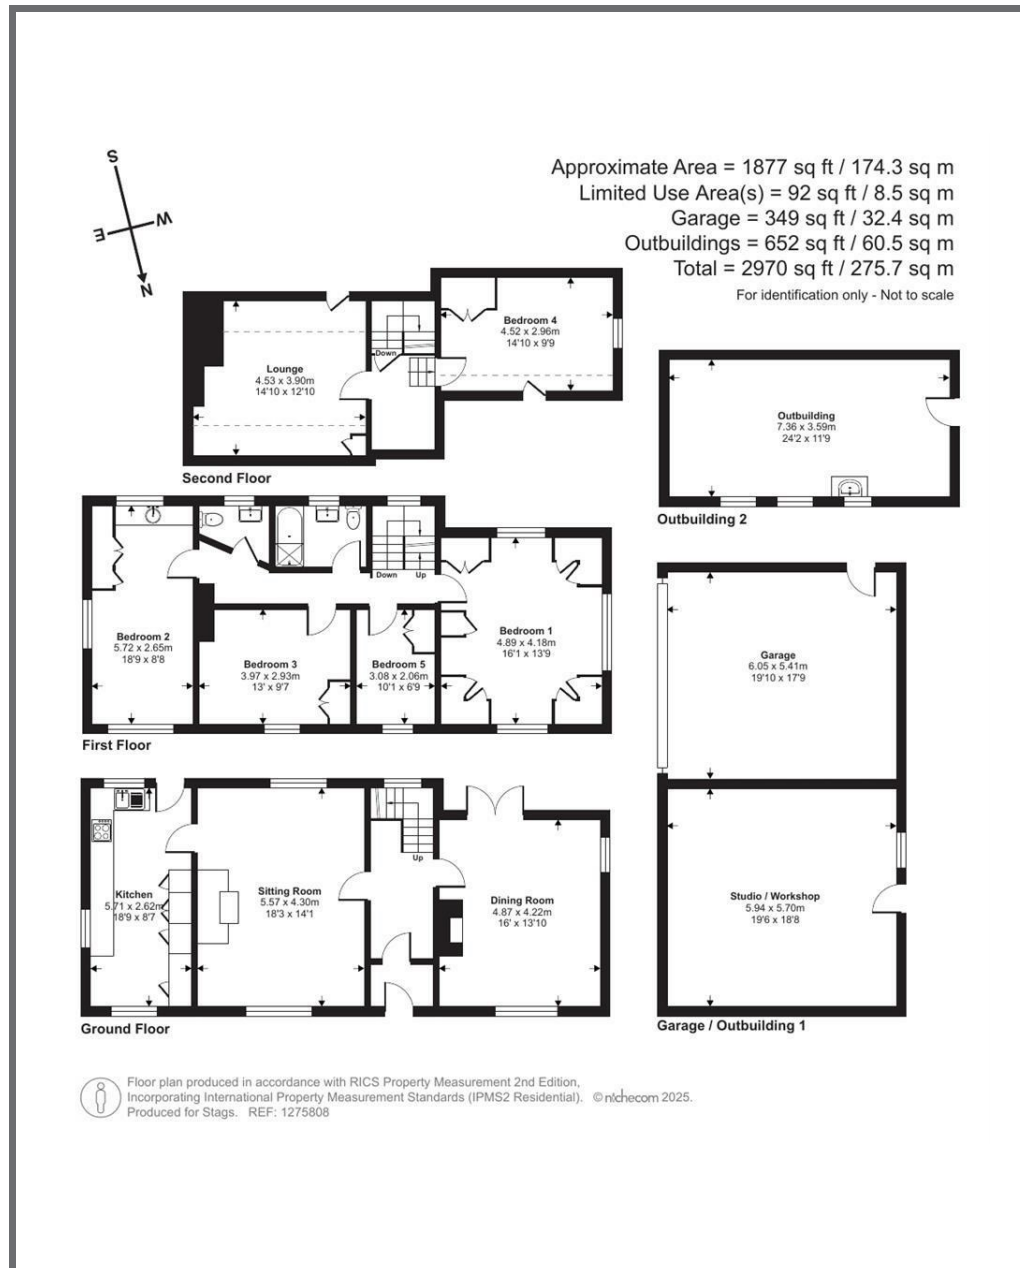 S
W
E
N
Approximate Area = 1877 sq ft / 174.3 sq m
Limited Use Area(s) = 92 sq ft / 8.5 sq m
Garage = 349 sq ft / 32.4 sq m
Outbuildings = 652 sq ft / 60.5 sq m
Total = 2970 sq ft / 275.7 sq m
For identification only - Not to scale
Bedroom 4
4.52 x 2.96m
14'10 x 9'9
Down
Lounge
4.53 x 3.90m
14'10 x 12'10
Second Floor
Outbuilding
7.36 x 3.59m
24'2 x 11'9
Outbuilding 2
Down
Up
Bedroom 2
5.72 x 2.65m
18'9 x 8'8
Bedroom 3
3.97 x 2.93m
13' x 9'7
Bedroom 5
3.08 x 2.06m
10'1 x 6'9
Bedroom 1
4.89 x 4.18m
16'1 x 13'9
First Floor
Garage
6.05 x 5.41m
19'10 x 17'9
Up
Kitchen
5.71 x 2.62m
18'9 x 8'7
Sitting Room
5.57 x 4.30m
18'3 x 14'1
Dining Room
4.87 x 4.22m
16' x 13'10
Ground Floor
Studio / Workshop
5.94 x 5.70m
19'6 x 18'8
Garage / Outbuilding 1
Floor plan produced in accordance with RICS Property Measurement 2nd Edition,
Incorporating International Property Measurement Standards (IPMS2 Residential). © nichecom 2025.
Produced for Stags. REF: 1275808